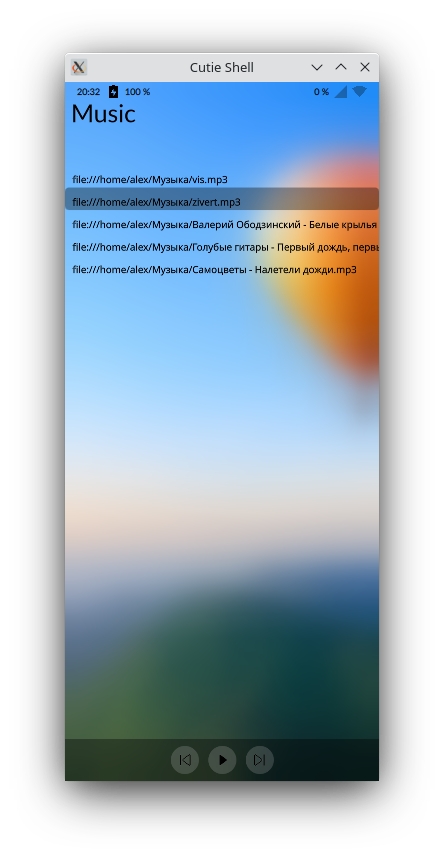 Cutie Shell
20:32 100 % 0 %
Music
file:///home/alex/Музыка/vis.mp3
file:///home/alex/Музыка/zivert.mp3
file:///home/alex/Музыка/Валерий Ободзинский - Белые крылья
file:///home/alex/Музыка/Голубые гитары - Первый дождь, первы
file:///home/alex/Музыка/Самоцветы - Налетели дожди.mp3